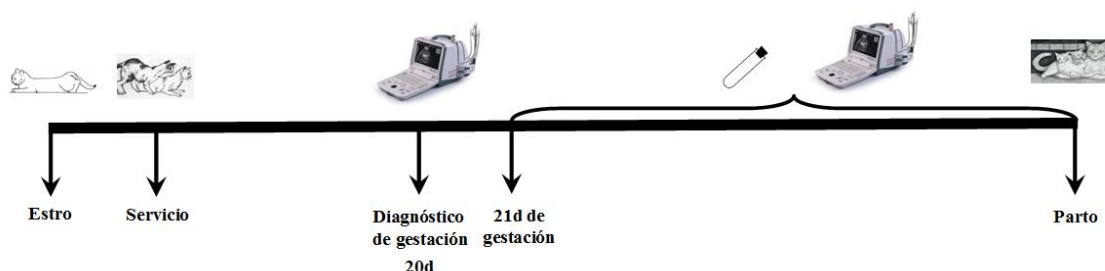 Estro
Servicio
Diagnóstico
de gestación
20d
21d de
gestación
Parto